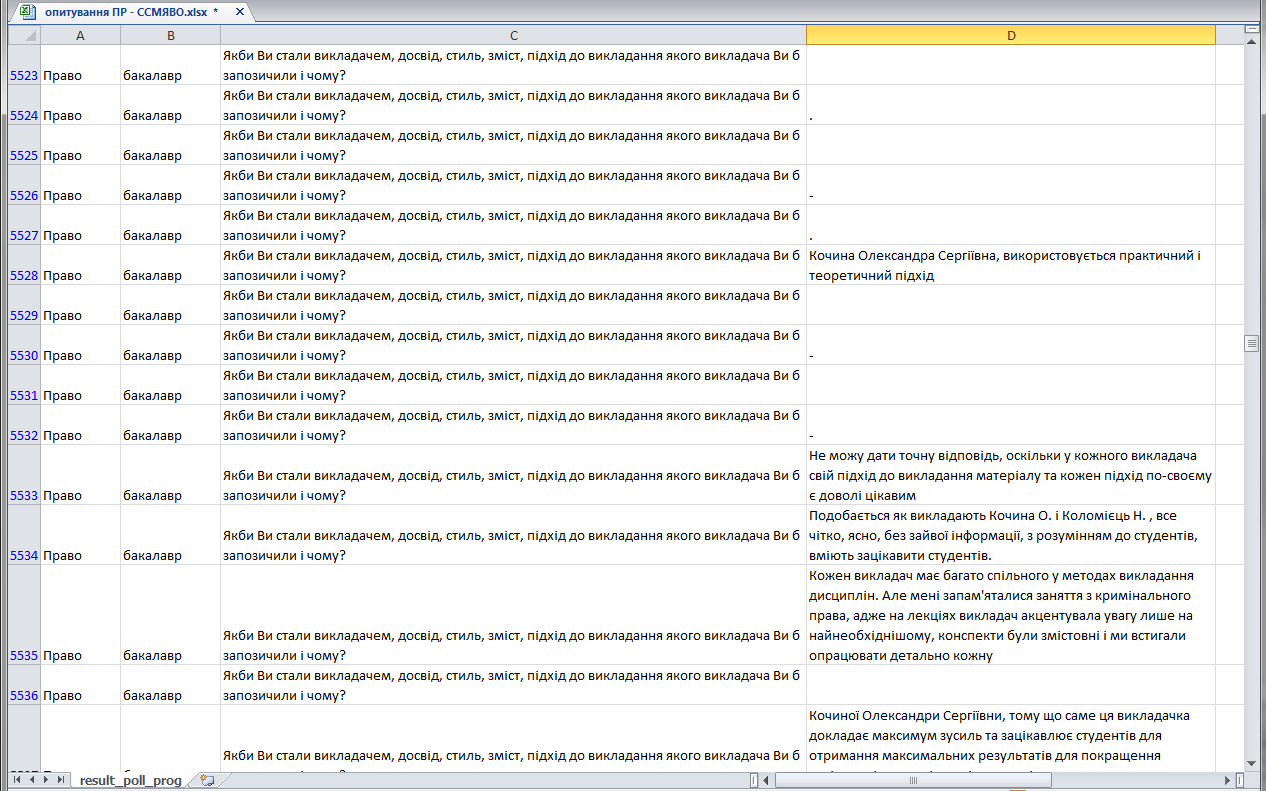 опитування ПР - ССМЯВО.xlsx *
A B C D
Якби Ви стали викладачем, досвід, стиль, зміст, підхід до викладання якого викладача Ви б
5523 Право бакалавр запозичили і чому?
Якби Ви стали викладачем, досвід, стиль, зміст, підхід до викладання якого викладача Ви б
5524 Право бакалавр запозичили і чому? .
Якби Ви стали викладачем, досвід, стиль, зміст, підхід до викладання якого викладача Ви б
5525 Право бакалавр запозичили і чому?
Якби Ви стали викладачем, досвід, стиль, зміст, підхід до викладання якого викладача Ви б
5526 Право бакалавр запозичили і чому? -
Якби Ви стали викладачем, досвід, стиль, зміст, підхід до викладання якого викладача Ви б
5527 Право бакалавр запозичили і чому? .
Якби Ви стали викладачем, досвід, стиль, зміст, підхід до викладання якого викладача Ви б Кочина Олександра Сергіївна, використовується практичний і
5528 Право бакалавр запозичили і чому? теоретичний підхід
Якби Ви стали викладачем, досвід, стиль, зміст, підхід до викладання якого викладача Ви б
5529 Право бакалавр запозичили і чому?
Якби Ви стали викладачем, досвід, стиль, зміст, підхід до викладання якого викладача Ви б
5530 Право бакалавр запозичили і чому? -
Якби Ви стали викладачем, досвід, стиль, зміст, підхід до викладання якого викладача Ви б
5531 Право бакалавр запозичили і чому?
Якби Ви стали викладачем, досвід, стиль, зміст, підхід до викладання якого викладача Ви б
5532 Право бакалавр запозичили і чому? -
Не можу дати точну відповідь, оскільки у кожного викладача
Якби Ви стали викладачем, досвід, стиль, зміст, підхід до викладання якого викладача Ви б свій підхід до викладання матеріалу та кожен підхід по-своєму
5533 Право бакалавр запозичили і чому? є доволі цікавим
Подобається як викладають Кочина О. і Коломієць Н. , все
Якби Ви стали викладачем, досвід, стиль, зміст, підхід до викладання якого викладача Ви б чітко, ясно, без зайвої інформації, з розумінням до студентів,
5534 Право бакалавр запозичили і чому? вміють зацікавити студентів.
Кожен викладач має багато спільного у методах викладання
дисциплін. Але мені запам'яталися заняття з кримінального
права, адже на лекціях викладач акцентувала увагу лише на
Якби Ви стали викладачем, досвід, стиль, зміст, підхід до викладання якого викладача Ви б найнеобхіднішому, конспекти були змістовні і ми встигали
5535 Право бакалавр запозичили і чому? опрацювати детально кожну
Якби Ви стали викладачем, досвід, стиль, зміст, підхід до викладання якого викладача Ви б
5536 Право бакалавр запозичили і чому?
Кочиної Олександри Сергіївни, тому що саме ця викладачка
докладає максимум зусиль та зацікавлює студентів для
Якби Ви стали викладачем, досвід, стиль, зміст, підхід до викладання якого викладача Ви б отримання максимальних результатів для покращення
result_poll_prog